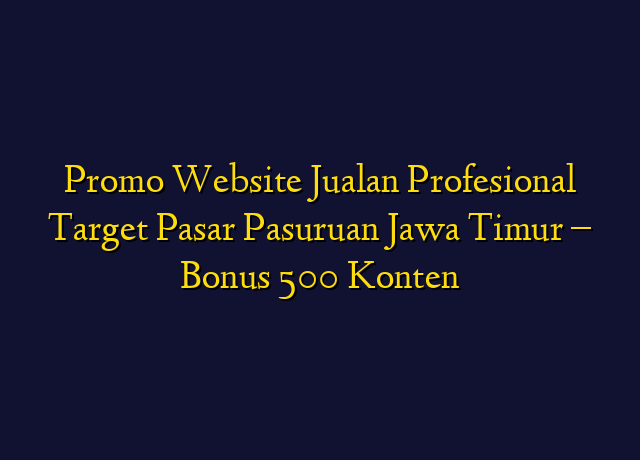 Promo Website Jualan Profesional
Target Pasar Pasuruan Jawa Timur –
Bonus 500 Konten